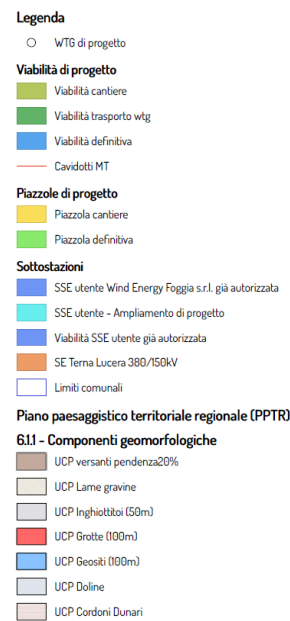 Legenda
WTG di progetto
Viabilità di progetto
Viabilità cantiere
Viabilità trasporto wtg
Viabilità definitiva
Cavidotti MT
Piazzole di progetto
Piazzola cantiere
Piazzola definitiva
Sottostazioni
SSE utente Wind Energy Foggia s.r.l. già autorizzata
SSE utente - Ampliamento di progetto
Viabilità SSE utente già autorizzata
SE Terna Lucera 380/150kV
Limiti comunali
Piano paesaggistico territoriale regionale (PPTR)
6.1.1 - Componenti geomorfologiche
UCP versanti pendenza20%
UCP Lame gravine
UCP Inghiottitoi (50m)
UCP Grotte (100m)
UCP Geositi (100m)
UCP Doline
UCP Cordoni Dunari